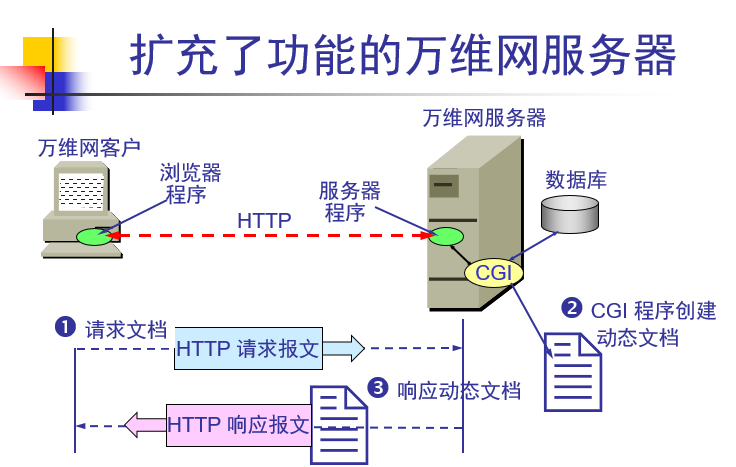 扩充了功能的万维网服务器
万维网服务器
万维网客户
浏览器
程序
服务器
程序
数据库
HTTP
CGI
❷ CGI 程序创建
动态文档
❶ 请求文档
HTTP 请求报文
❸ 响应动态文档
HTTP 响应报文